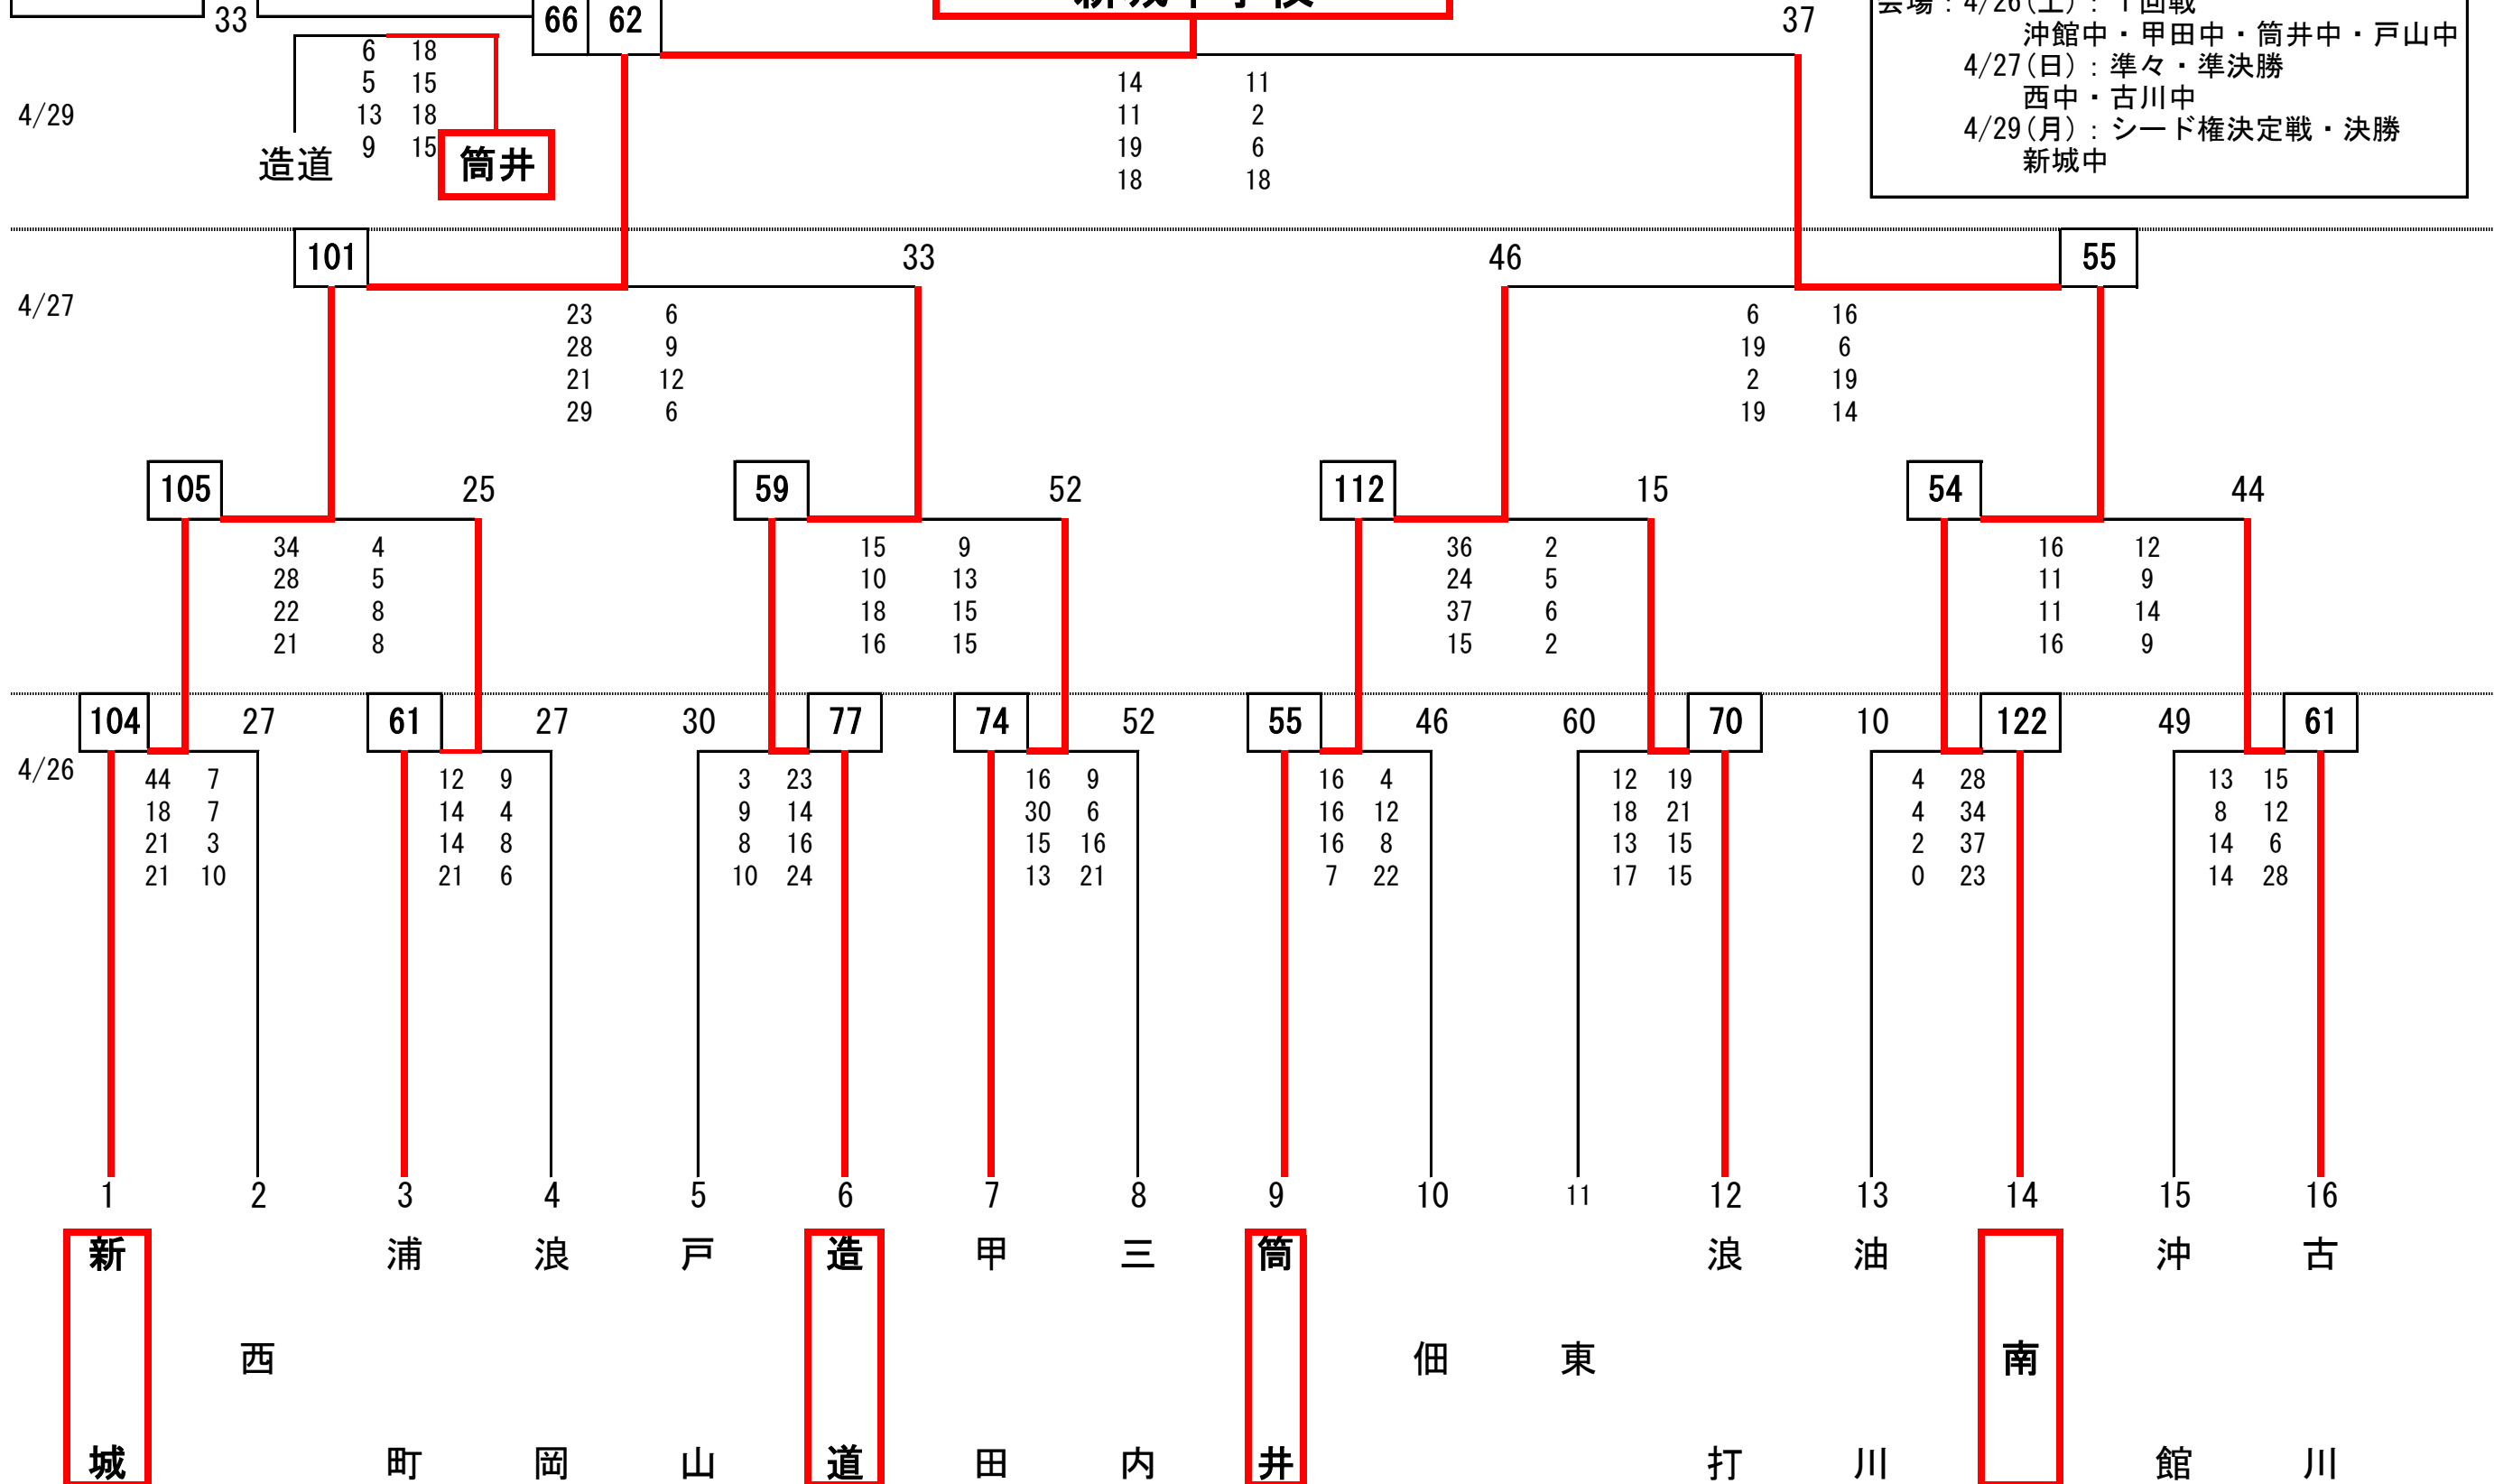 33
66 62
新城中学校
37
会場：4/26(土)：１回戦
沖館中・甲田中・筒井中・戸山中
4/27(日)：準々・準決勝
西中・古川中
4/29(月)：シード権決定戦・決勝
新城中
4/29
6 18
5 15
13 18
9 15
造道
筒井
14 11
11 2
19 6
18 18
101 33 46 55
4/27
23 6 6 16
28 9 19 6
21 12 2 19
29 6 19 14
105 25 59 52 112 15 54 44
34 4 15 9 36 2 16 12
28 5 10 13 24 5 11 9
22 8 18 15 37 6 11 14
21 8 16 15 15 2 16 9
104 27 61 27 30 77 74 52 55 46 60 70 10 122 49 61
4/26
44 7 12 9 3 23 16 9 16 4 12 19 4 28 13 15
18 7 14 4 9 14 30 6 16 12 18 21 4 34 8 12
21 3 14 8 8 16 15 16 16 8 13 15 2 37 14 6
21 10 21 6 10 24 13 21 7 22 17 15 0 23 14 28
1 2 3 4 5 6 7 8 9 10 11 12 13 14 15 16
新城
西
浦町
浪岡
戸山
造道
甲田
三内
筒井
佃
東
浪打
油川
南
沖館
古川